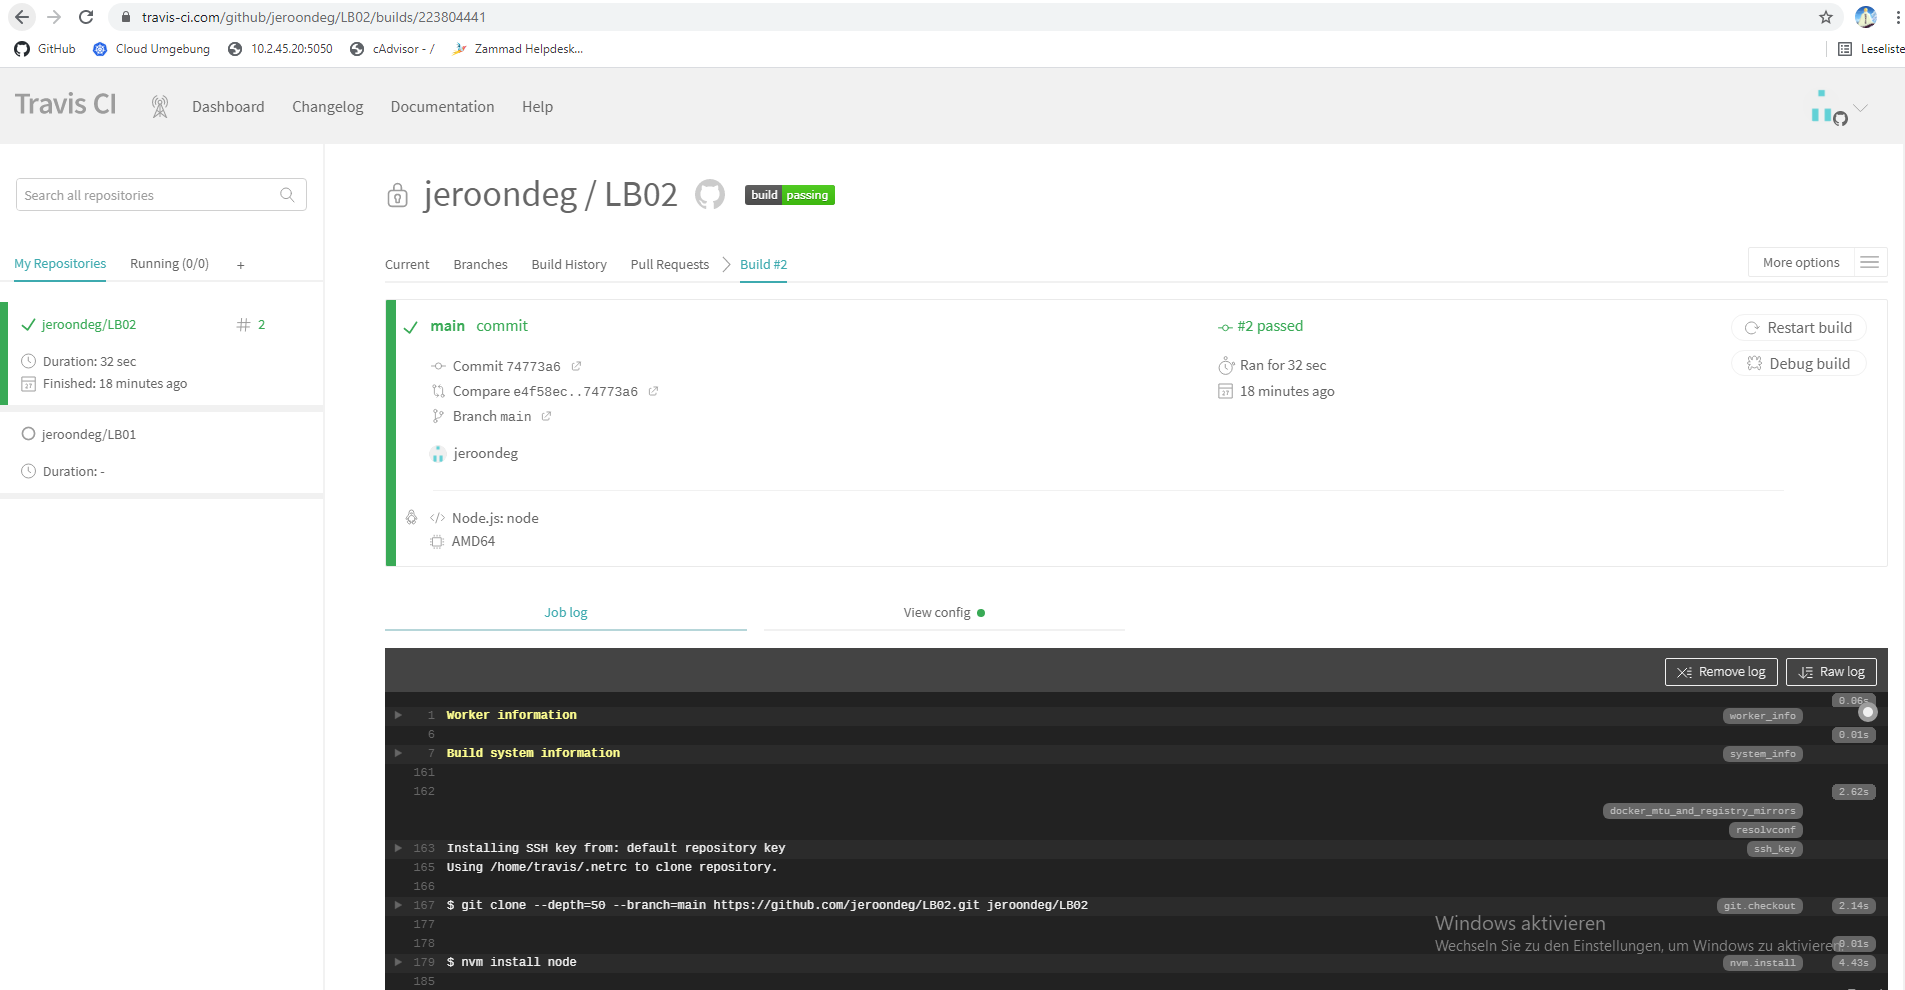 travis-ci.com/github/jeroondeg/LB02/builds/223804441
GitHub Cloud Umgebung 10.2.45.20:5050 cAdvisor - / Zammad Helpdesk... Leseliste
Travis CI Dashboard Changelog Documentation Help
Search all repositories
My Repositories Running (0/0) +
jeroondeg/LB02 # 2
Duration: 32 sec
Finished: 18 minutes ago
jeroondeg/LB01
Duration: -
jeroondeg / LB02 build passing
Current Branches Build History Pull Requests Build #2 More options
main commit #2 passed Restart build
Commit 74773a6 Ran for 32 sec Debug build
Compare e4f58ec..74773a6 18 minutes ago
Branch main
jeroondeg
</> Node.js: node
AMD64
Job log View config
Remove log Raw log
0.06s
1 Worker information worker_info
6 0.01s
7 Build system information system_info
161
162 2.62s
docker_mtu_and_registry_mirrors
resolvconf
163 Installing SSH key from: default repository key ssh_key
165 Using /home/travis/.netrc to clone repository.
166
167 $ git clone --depth=50 --branch=main https://github.com/jeroondeg/LB02.git jeroondeg/LB02 git.checkout 2.14s
177
Windows aktivieren
178 0.01s
Wechseln Sie zu den Einstellungen, um Windows zu aktivieren.
179 $ nvm install node nvm.install 4.43s
185